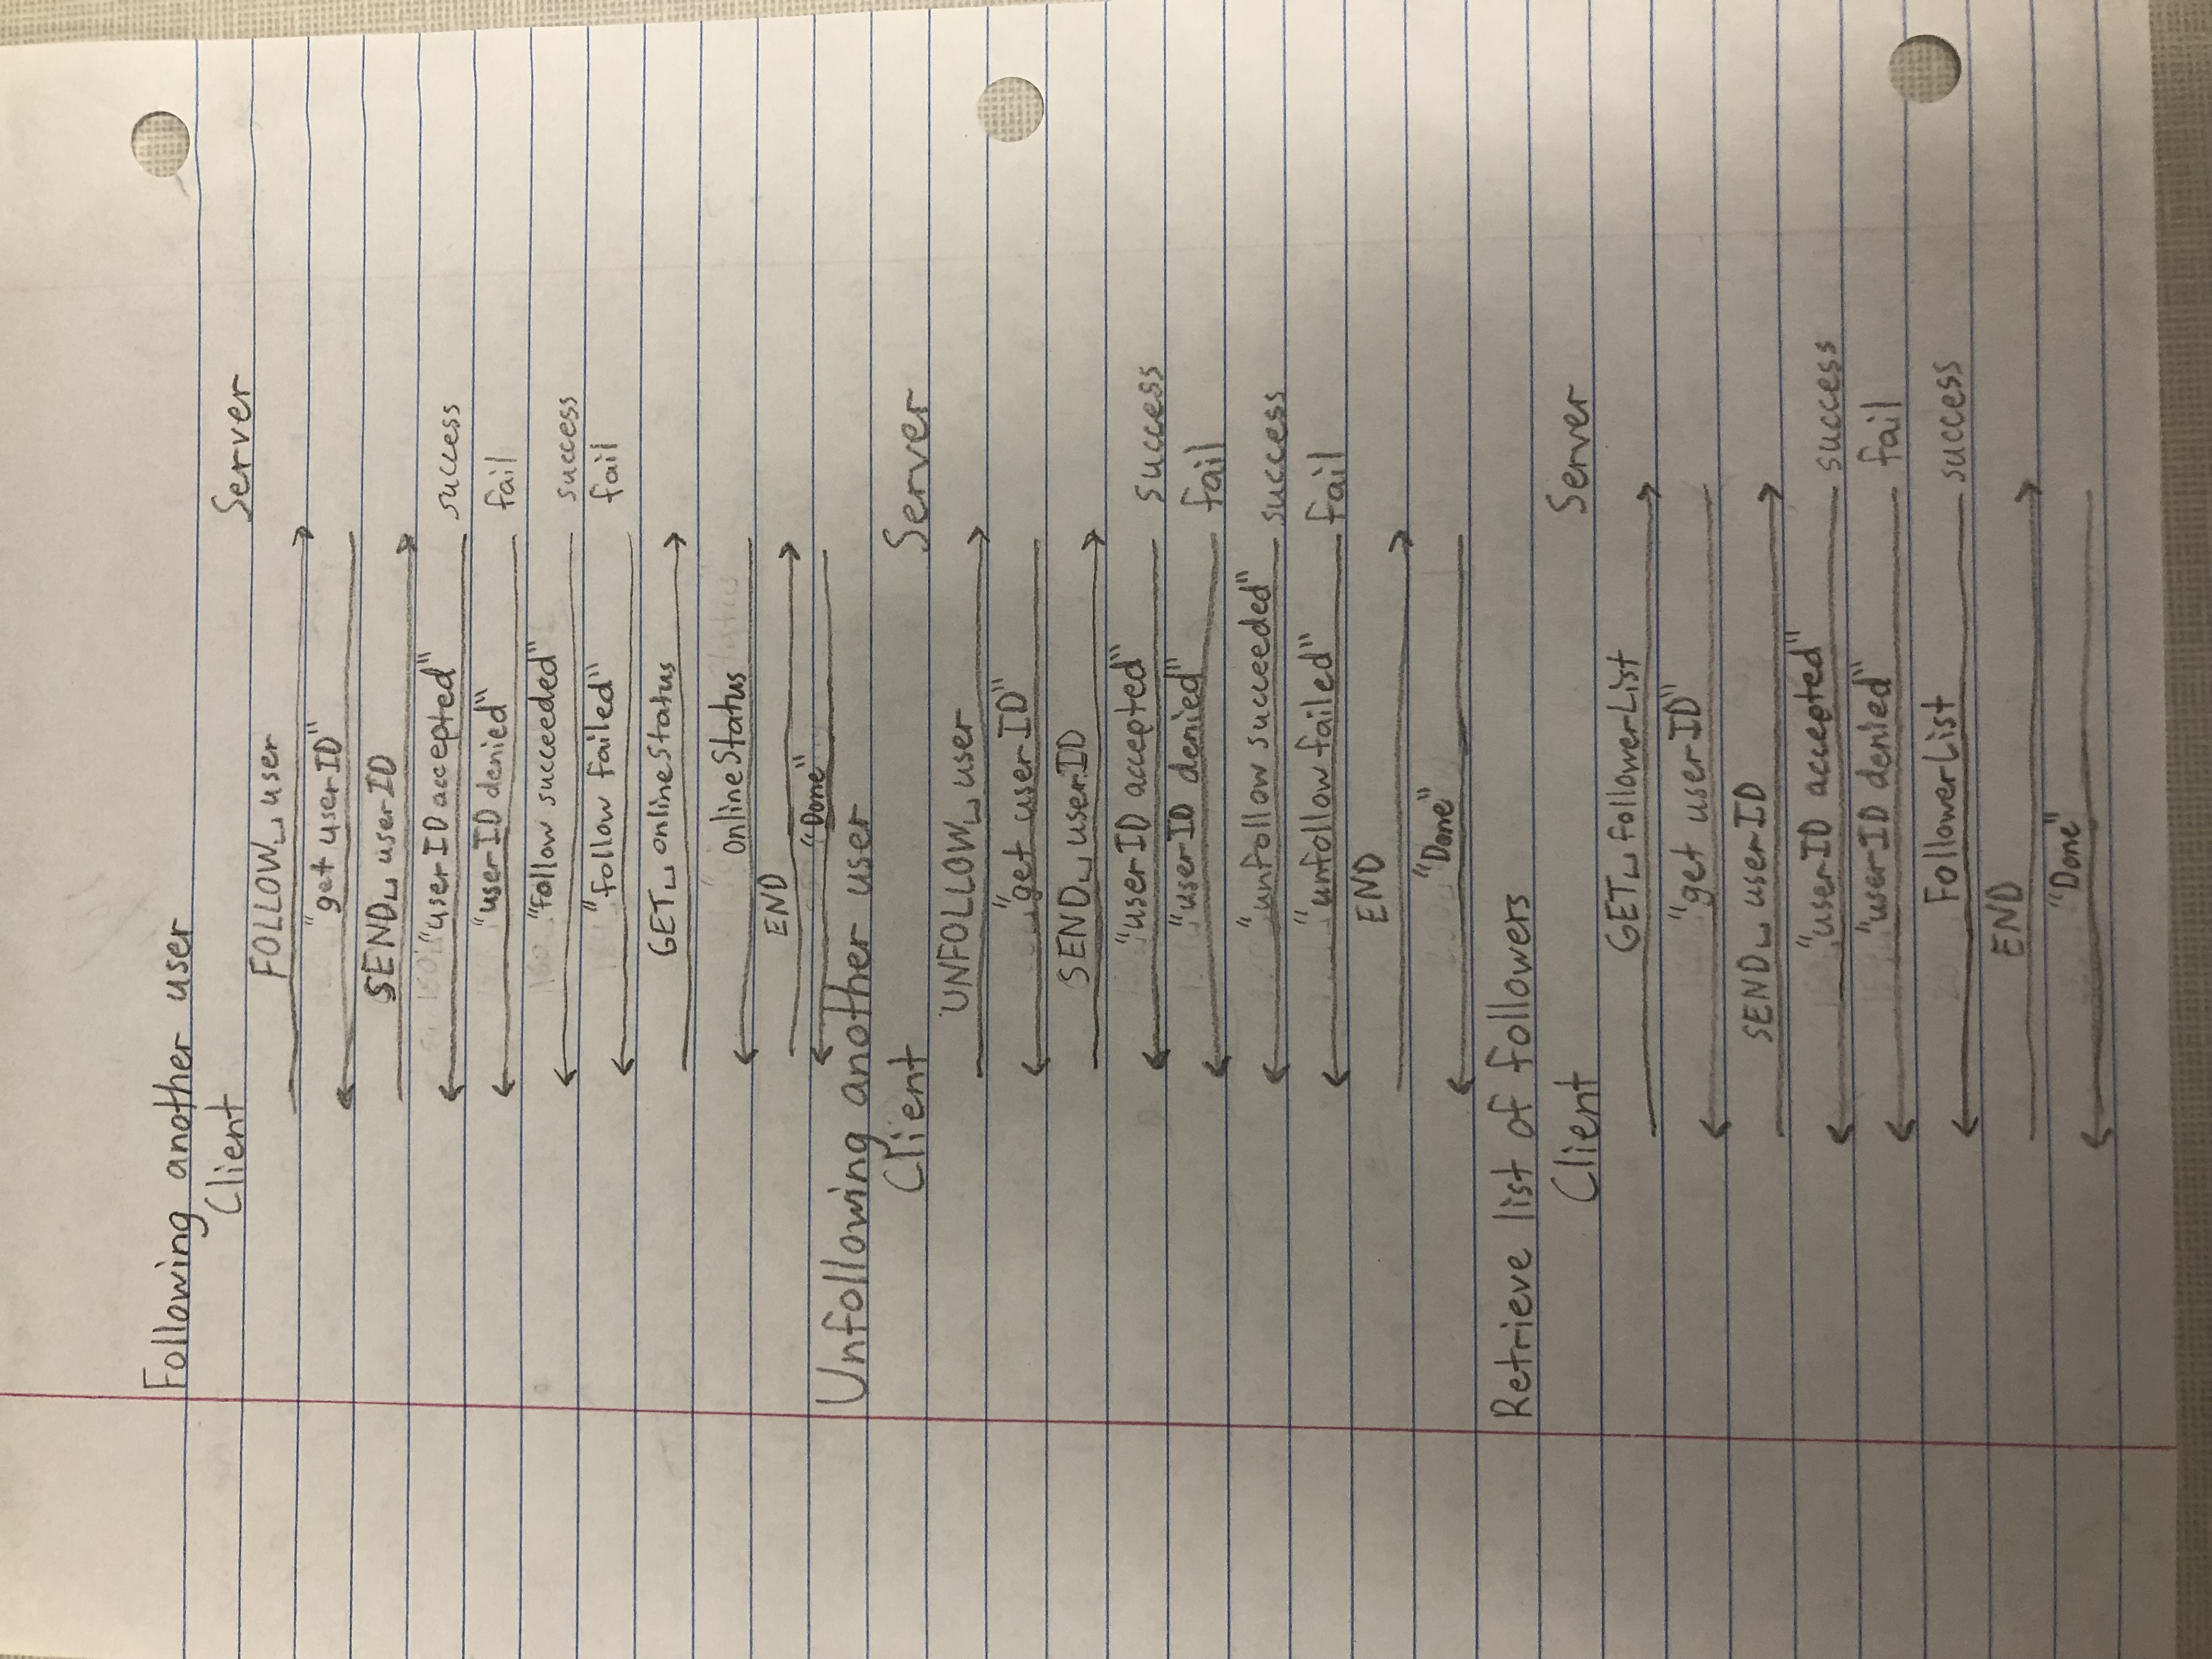 Following another user
Client Server
FOLLOW␣user
"get userID"
SEND␣userID
"userID accepted" success
"userID denied" fail
"follow succeeded" success
"follow failed" fail
GET␣onlineStatus
onlineStatus
END
"Done"
Unfollowing another user
Client Server
UNFOLLOW␣user
"get userID"
SEND␣userID
"userID accepted" success
"userID denied" fail
"unfollow succeeded" success
"unfollow failed" fail
END
"Done"
Retrieve list of followers
Client Server
GET␣followerList
"get userID"
SEND␣userID
"userID accepted" success
"userID denied" fail
FollowerList success
END
"Done"